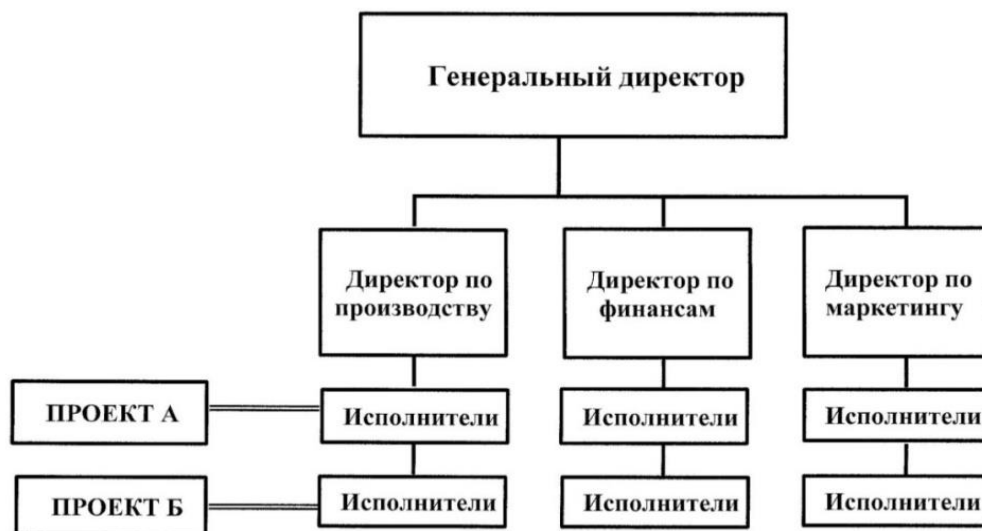 Генеральный директор
Директор по
производству
Директор по
финансам
Директор по
маркетингу
ПРОЕКТ А
Исполнители
Исполнители
Исполнители
ПРОЕКТ Б
Исполнители
Исполнители
Исполнители